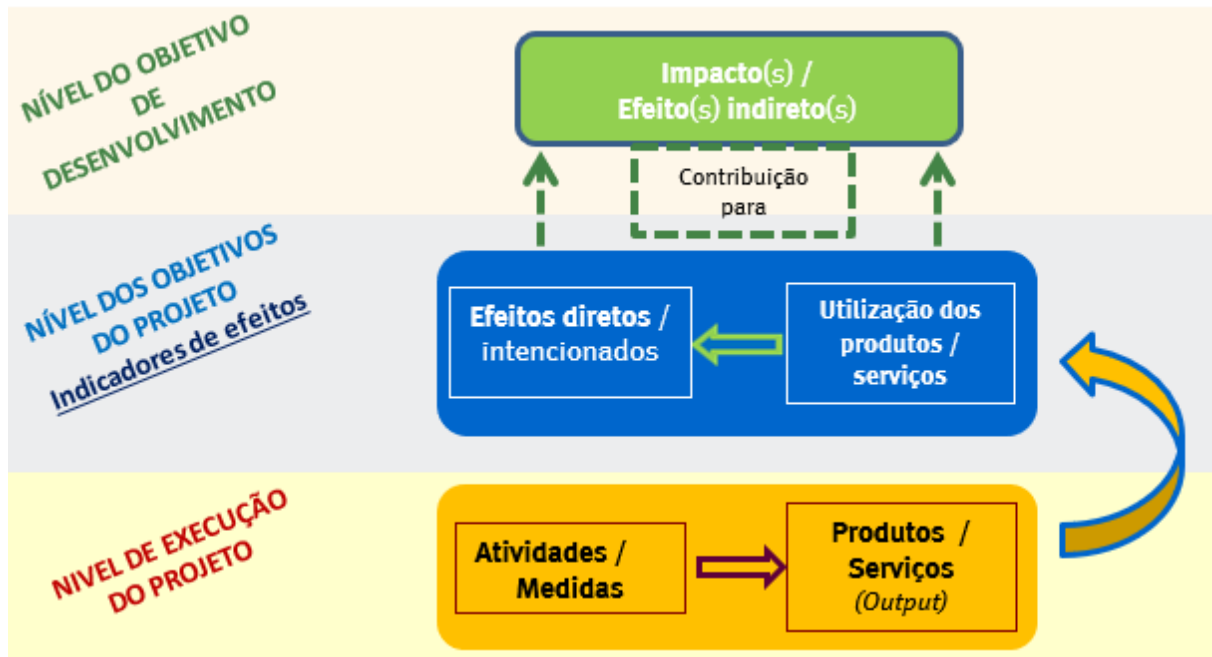 NÍVEL DO OBJETIVO
DE
DESENVOLVIMENTO
Impacto(s) /
Efeito(s) indireto(s)
Contribuição
para
NÍVEL DOS OBJETIVOS
DO PROJETO
Indicadores de efeitos
Efeitos diretos /
intencionados
Utilização dos
produtos /
serviços
NIVEL DE EXECUÇÃO
DO PROJETO
Atividades /
Medidas
Produtos /
Serviços
(Output)